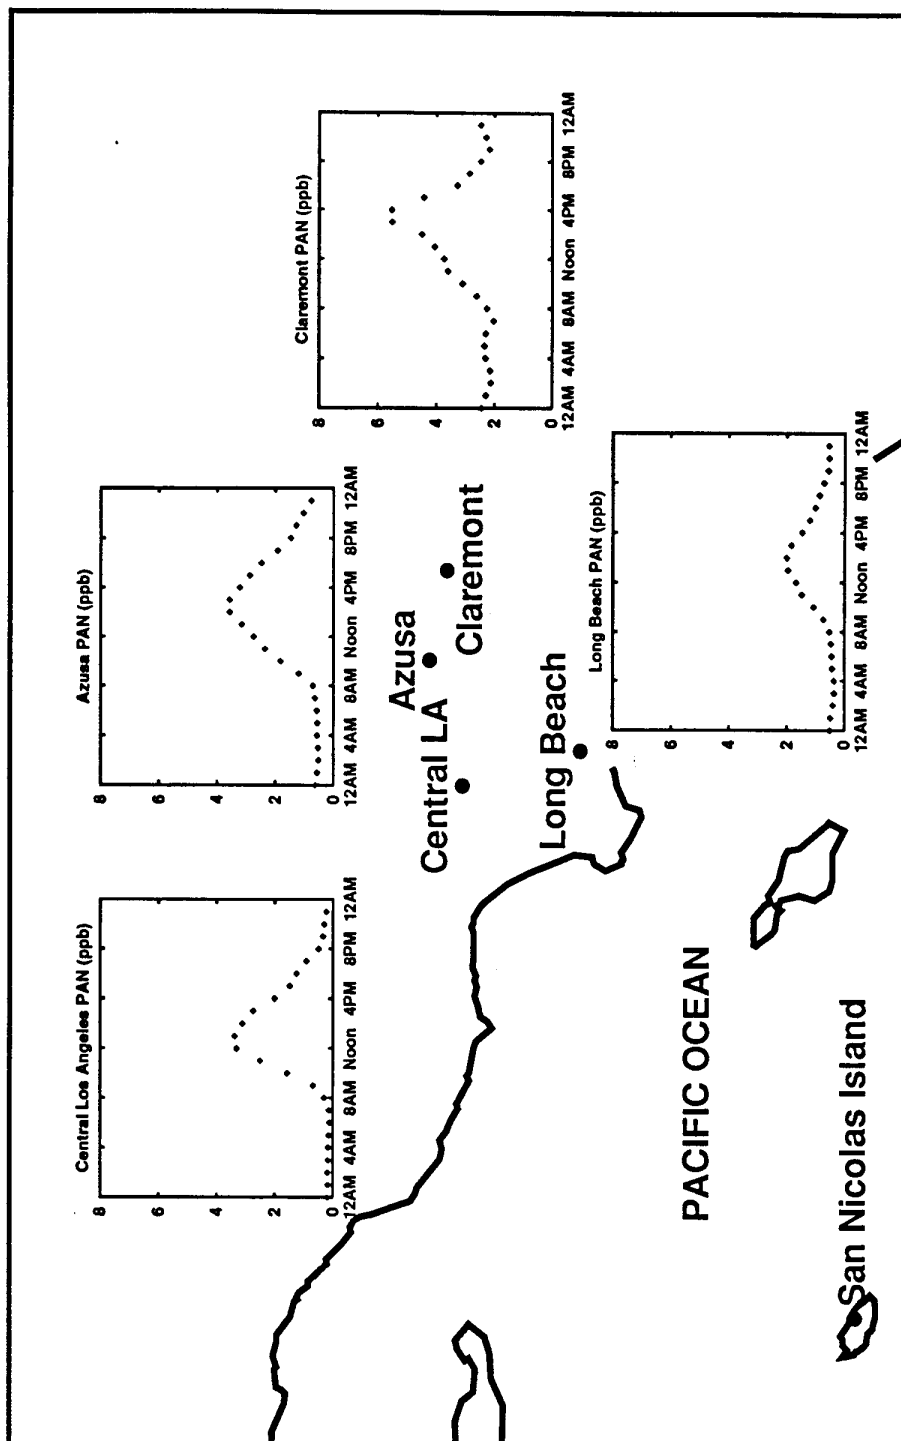 Central Los Angeles PAN (ppb)
8
6
4
2
0
12AM 4AM 8AM Noon 4PM 8PM 12AM
Azusa PAN (ppb)
8
6
4
2
0
12AM 4AM 8AM Noon 4PM 8PM 12AM
Claremont PAN (ppb)
8
6
4
2
0
12AM 4AM 8AM Noon 4PM 8PM 12AM
Azusa
Central LA
Claremont
Long Beach
Long Beach PAN (ppb)
8
6
4
2
0
12AM 4AM 8AM Noon 4PM 8PM 12AM
PACIFIC OCEAN
San Nicolas Island